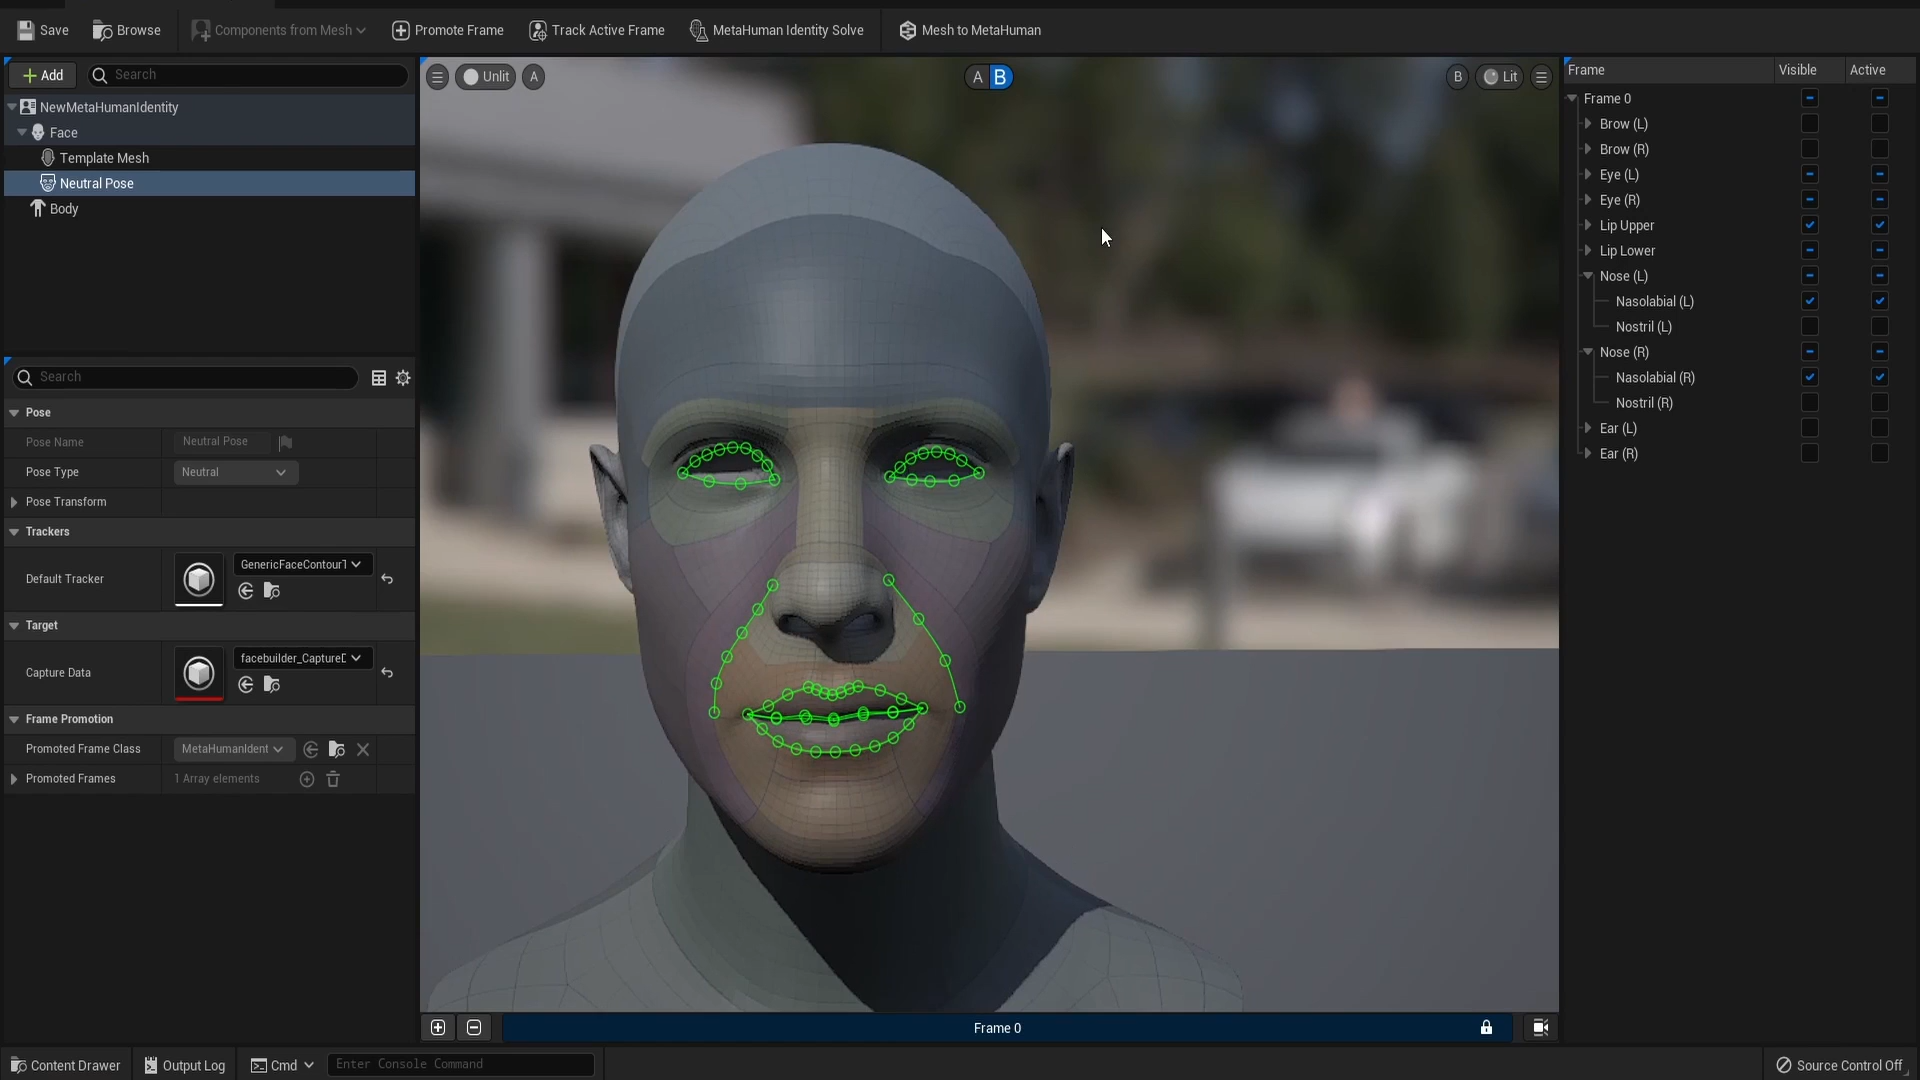 Save
Browse
Components from Mesh
Promote Frame
Track Active Frame
MetaHuman Identity Solve
Mesh to MetaHuman
Add
Search
NewMetaHumanIdentity
Face
Template Mesh
Neutral Pose
Body
Search
Pose
Pose Name
Neutral Pose
Pose Type
Neutral
Pose Transform
Trackers
Default Tracker
GenericFaceContourT
Target
Capture Data
facebuilder_CaptureD
Frame Promotion
Promoted Frame Class
MetaHumanIdent
Promoted Frames
1 Array elements
Unlit
A
A B
B
Lit
Frame 0
Frame
Visible
Active
Frame 0
Brow (L)
Brow (R)
Eye (L)
Eye (R)
Lip Upper
Lip Lower
Nose (L)
Nasolabial (L)
Nostril (L)
Nose (R)
Nasolabial (R)
Nostril (R)
Ear (L)
Ear (R)
Content Drawer
Output Log
Cmd
Enter Console Command
Source Control Off